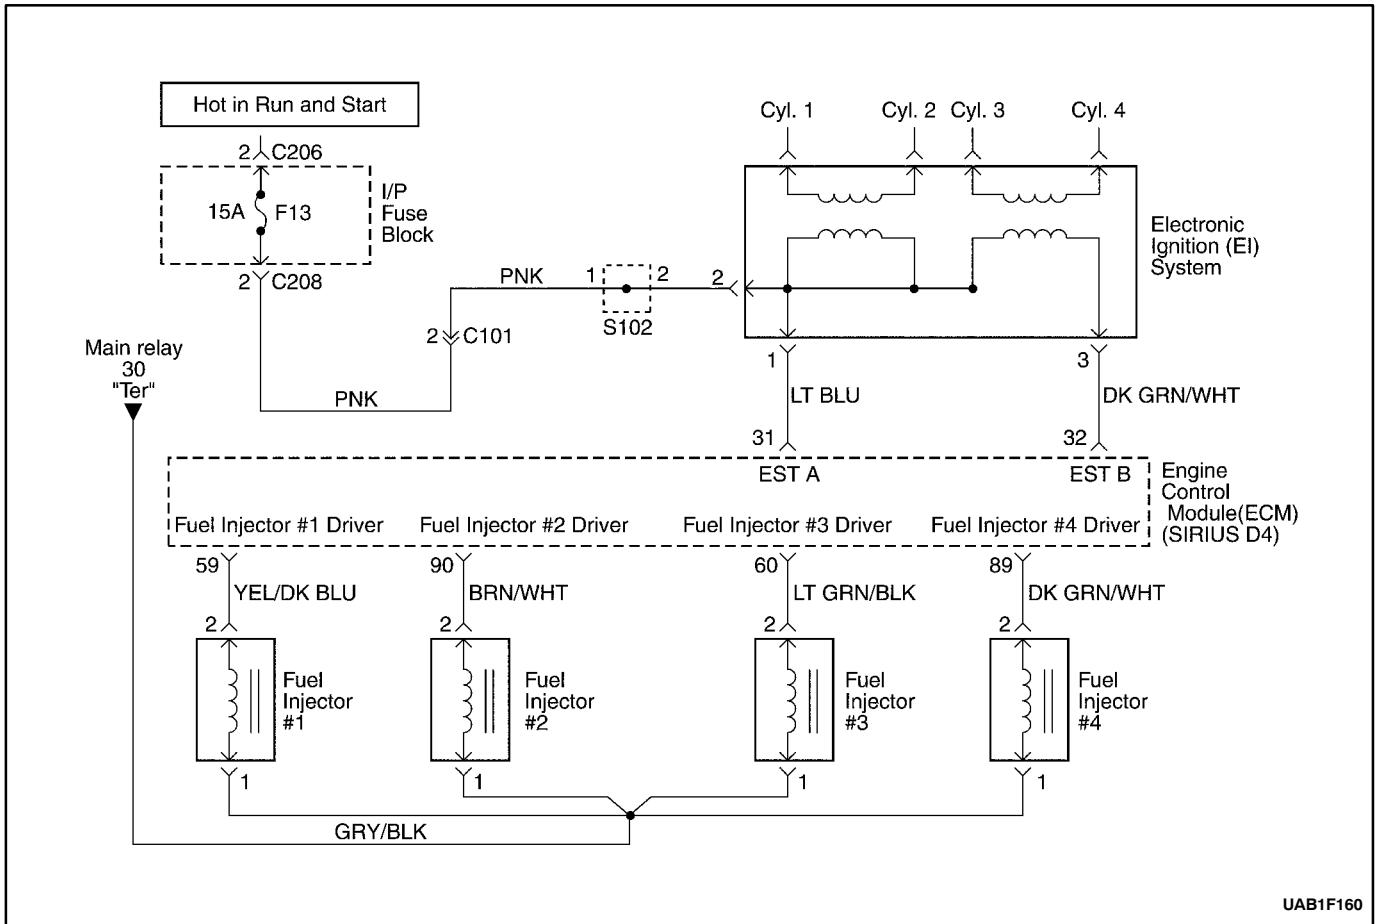 Hot in Run and Start
2 C206
15A F13
I/P
Fuse
Block
2 C208
PNK
2 C101
PNK
1
2
S102
2
Cyl. 1
Cyl. 2
Cyl. 3
Cyl. 4
Electronic
Ignition (EI)
System
1
3
LT BLU
DK GRN/WHT
31
32
Main relay
30
"Ter"
EST A
EST B
Engine
Control
Module(ECM)
(SIRIUS D4)
Fuel Injector #1 Driver
Fuel Injector #2 Driver
Fuel Injector #3 Driver
Fuel Injector #4 Driver
59
90
60
89
YEL/DK BLU
BRN/WHT
LT GRN/BLK
DK GRN/WHT
2
2
2
2
Fuel
Injector
#1
Fuel
Injector
#2
Fuel
Injector
#3
Fuel
Injector
#4
1
1
1
1
GRY/BLK
UAB1F160